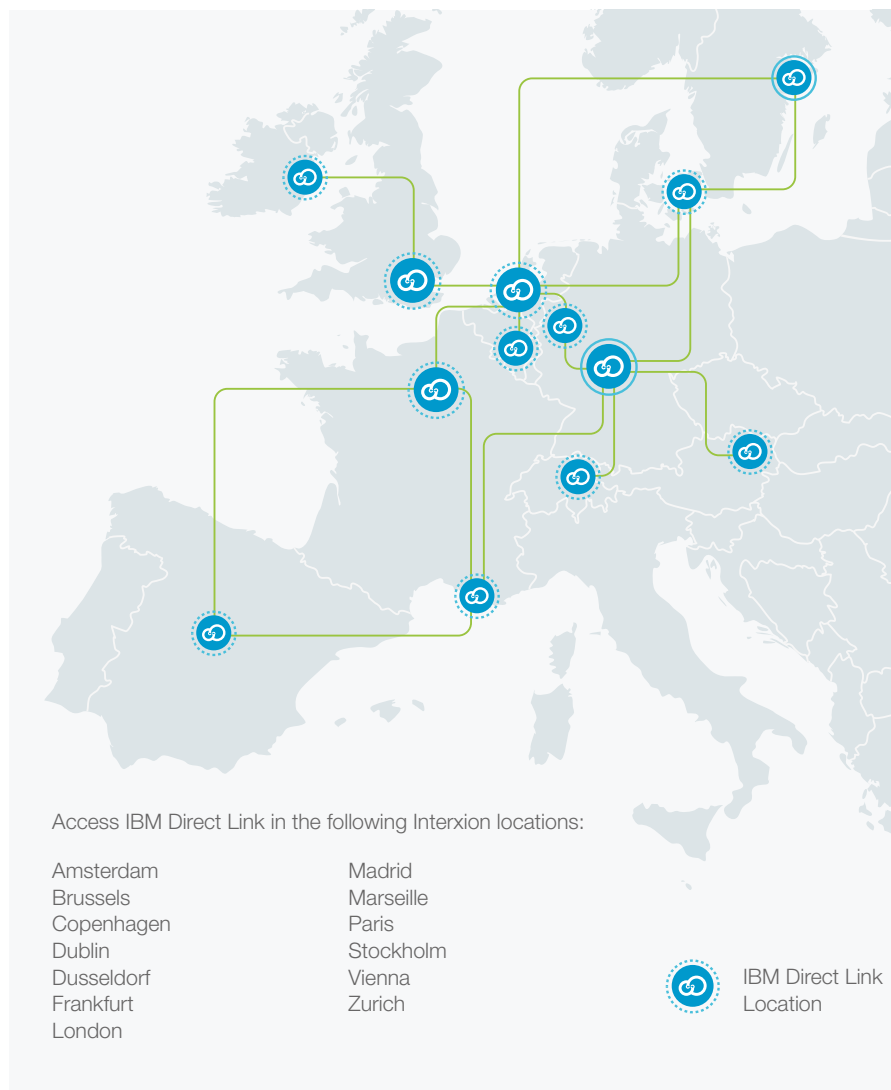 Access IBM Direct Link in the following Interxion locations:
Amsterdam
Brussels
Copenhagen
Dublin
Dusseldorf
Frankfurt
London
Madrid
Marseille
Paris
Stockholm
Vienna
Zurich
IBM Direct Link
Location